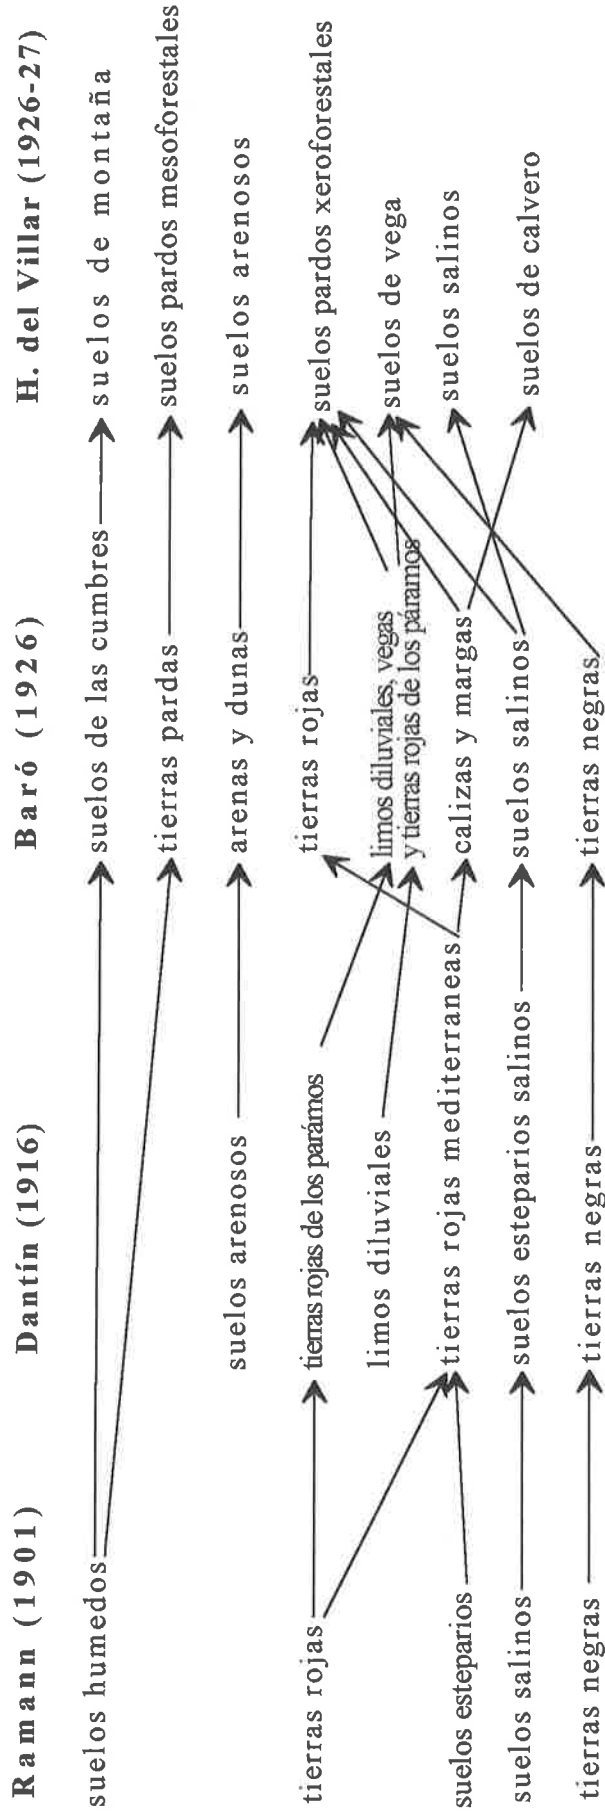 Ramann (1901)
suelos humedos
tierras rojas
suelos esteparios
suelos salinos
tierras negras
Dantín (1916)
suelos arenosos
tierras rojas de los parámos
limos diluviales
tierras rojas mediterraneas
suelos esteparios salinos
tierras negras
Baró (1926)
suelos de las cumbres
tierras pardas
arenas y dunas
tierras rojas
limos diluviales, vegas
y tierras rojas de los páramos
calizas y margas
suelos salinos
tierras negras
H. del Villar (1926-27)
suelos de montaña
suelos pardos mesoforestales
suelos arenosos
suelos pardos xeroforestales
suelos de vega
suelos salinos
suelos de calvero